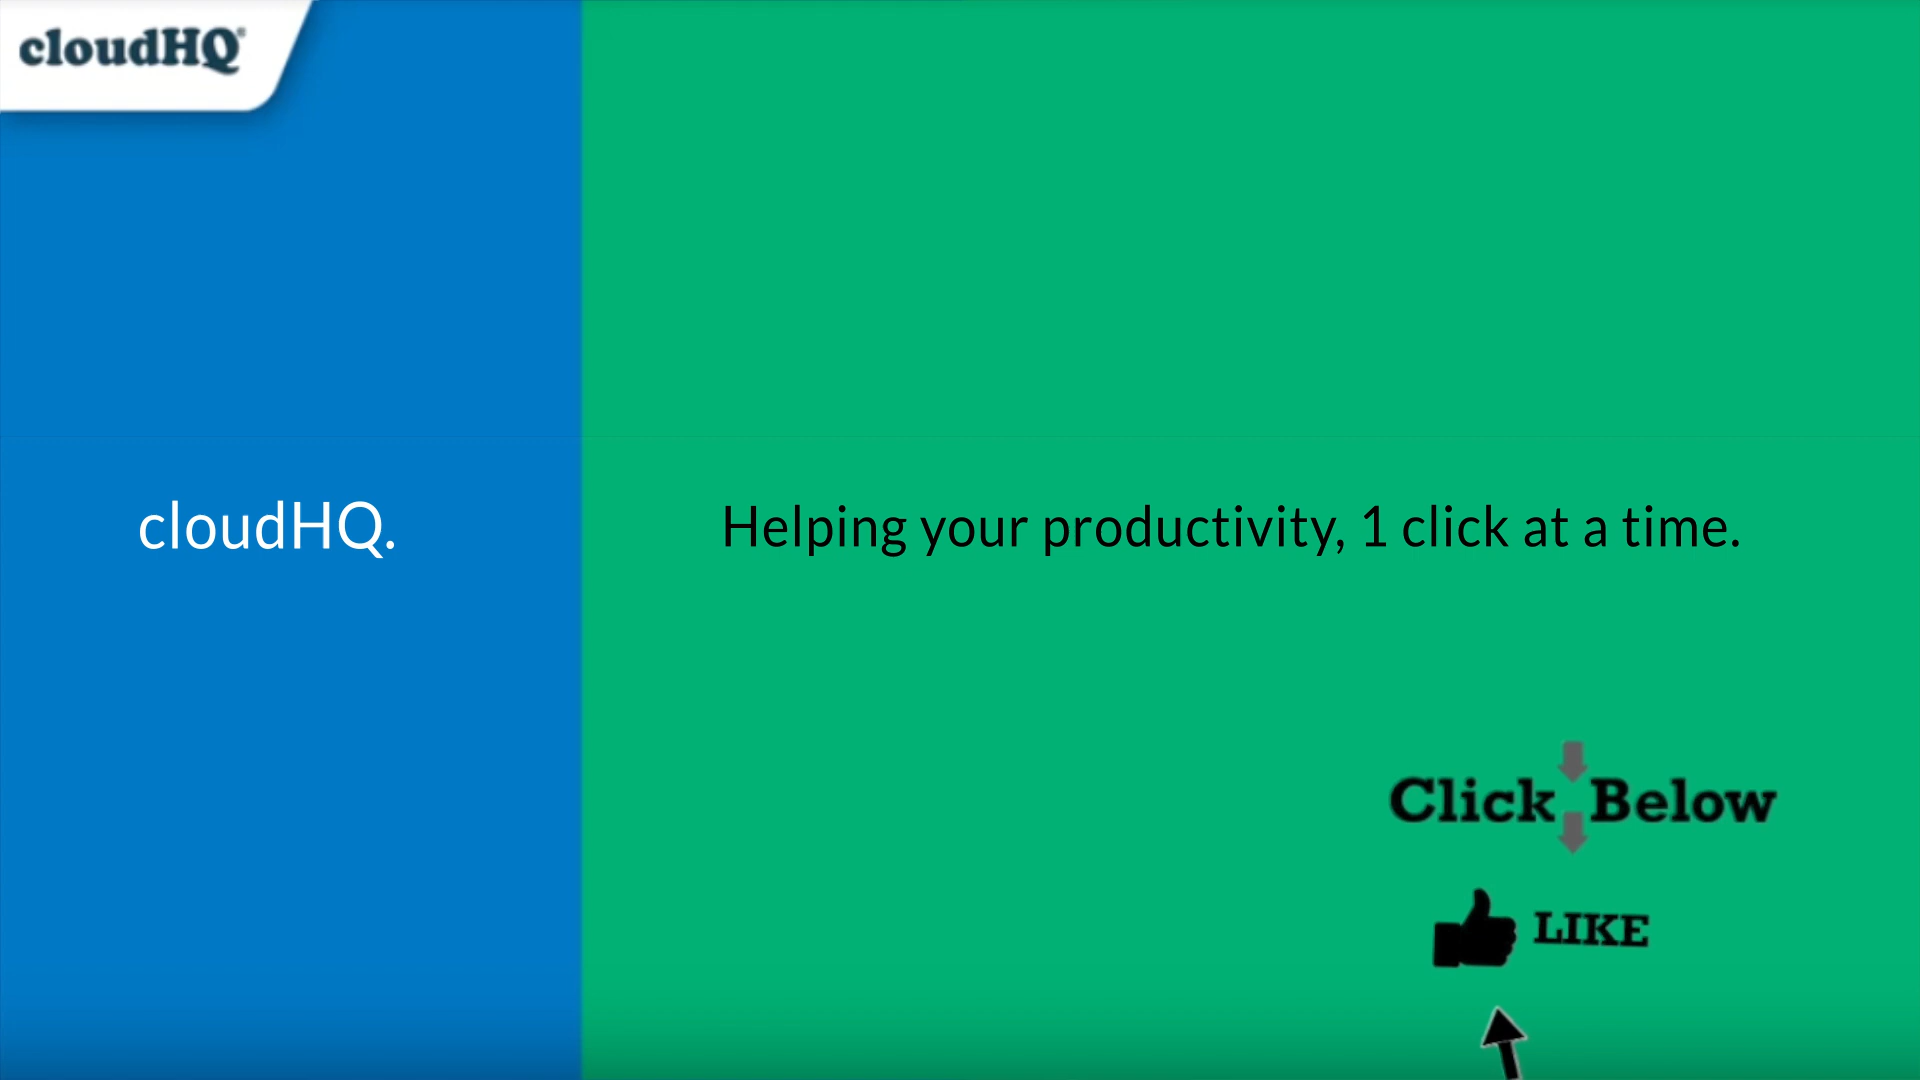 cloudHQ®
cloudHQ.
Helping your productivity, 1 click at a time.
Click Below
LIKE